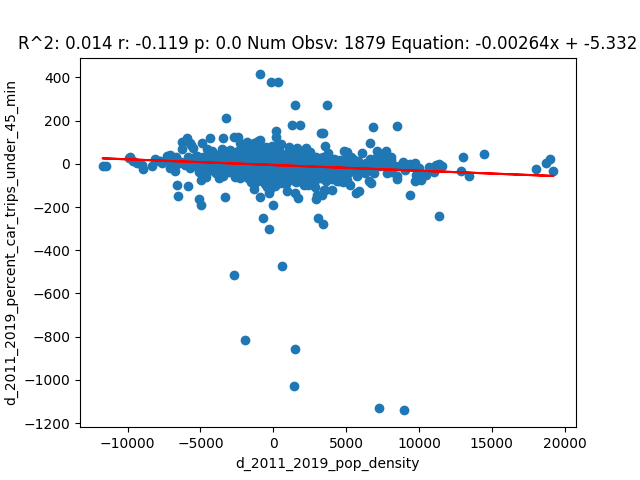 R^2: 0.014 r: -0.119 p: 0.0 Num Obsv: 1879 Equation: -0.00264x + -5.332
400
200
0
−200
−400
−600
−800
−1000
−1200
d_2011_2019_percent_car_trips_under_45_min
−10000 −5000 0 5000 10000 15000 20000
d_2011_2019_pop_density